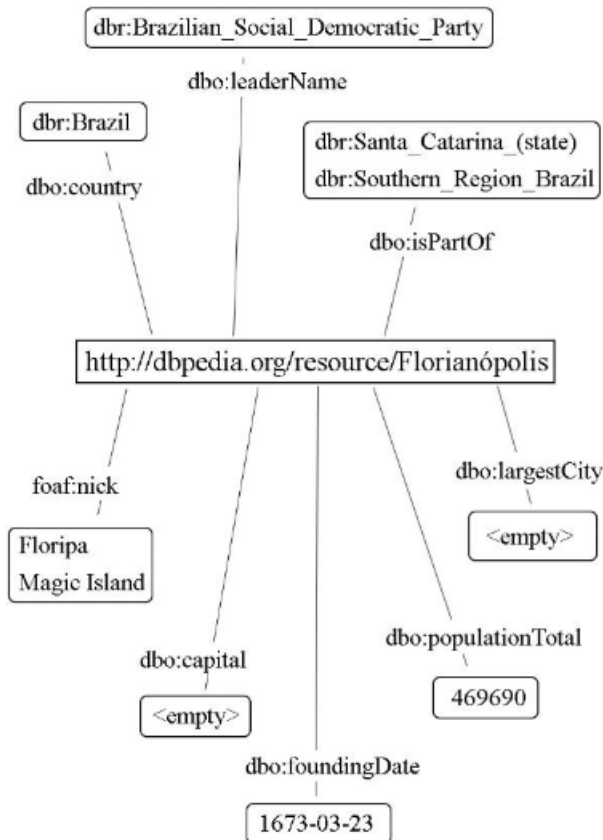 dbr:Brazilian_Social_Democratic_Party
dbo:leaderName
dbr:Brazil
dbo:country
dbr:Santa_Catarina_(state)
dbr:Southern_Region_Brazil
dbo:isPartOf
http://dbpedia.org/resource/Florianópolis
foaf:nick
Floripa
Magic Island
dbo:largestCity
<empty>
dbo:capital
<empty>
dbo:populationTotal
469690
dbo:foundingDate
1673-03-23